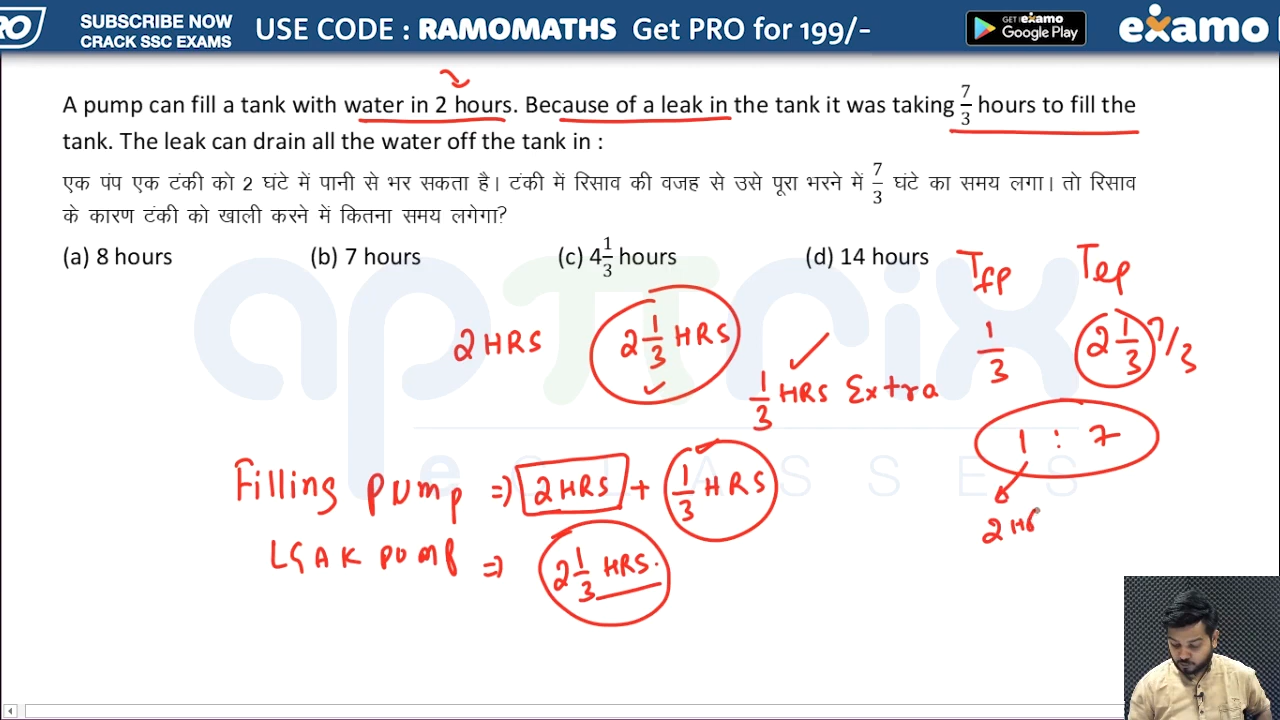 RO
SUBSCRIBE NOW
CRACK SSC EXAMS
USE CODE : RAMOMATHS Get PRO for 199/-
GET examo
Google Play
examo
A pump can fill a tank with water in 2 hours. Because of a leak in the tank it was taking 7/3 hours to fill the
tank. The leak can drain all the water off the tank in :
एक पंप एक टंकी को 2 घंटे में पानी से भर सकता है। टंकी में रिसाव की वजह से उसे पूरा भरने में 7/3 घंटे का समय लगा। तो रिसाव
के कारण टंकी को खाली करने में कितना समय लगेगा?
(a) 8 hours (b) 7 hours (c) 4 1/3 hours (d) 14 hours
Tfp Tep
2 HRS 2 1/3 HRS
1/3 2 1/3 7/3
1/3 HRS Extra
1 : 7
Filling PUMP ⇒ 2 HRS + 1/3 HRS
2 HR
LEAK PUMP ⇒ 2 1/3 HRS.
aptnix
e CLASSES